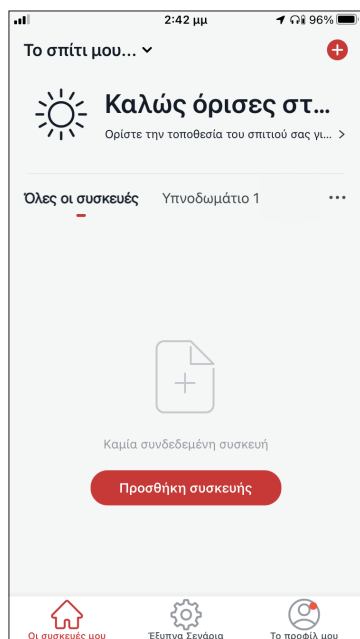 2:42 μμ 96%
Το σπίτι μου...
Καλώς όρισες στ...
Ορίστε την τοποθεσία του σπιτιού σας γι...
Όλες οι συσκευές Υπνοδωμάτιο 1
Καμία συνδεδεμένη συσκευή
Προσθήκη συσκευής
Οι συσκευές μου Έξυπνα Σενάρια Το προφίλ μου